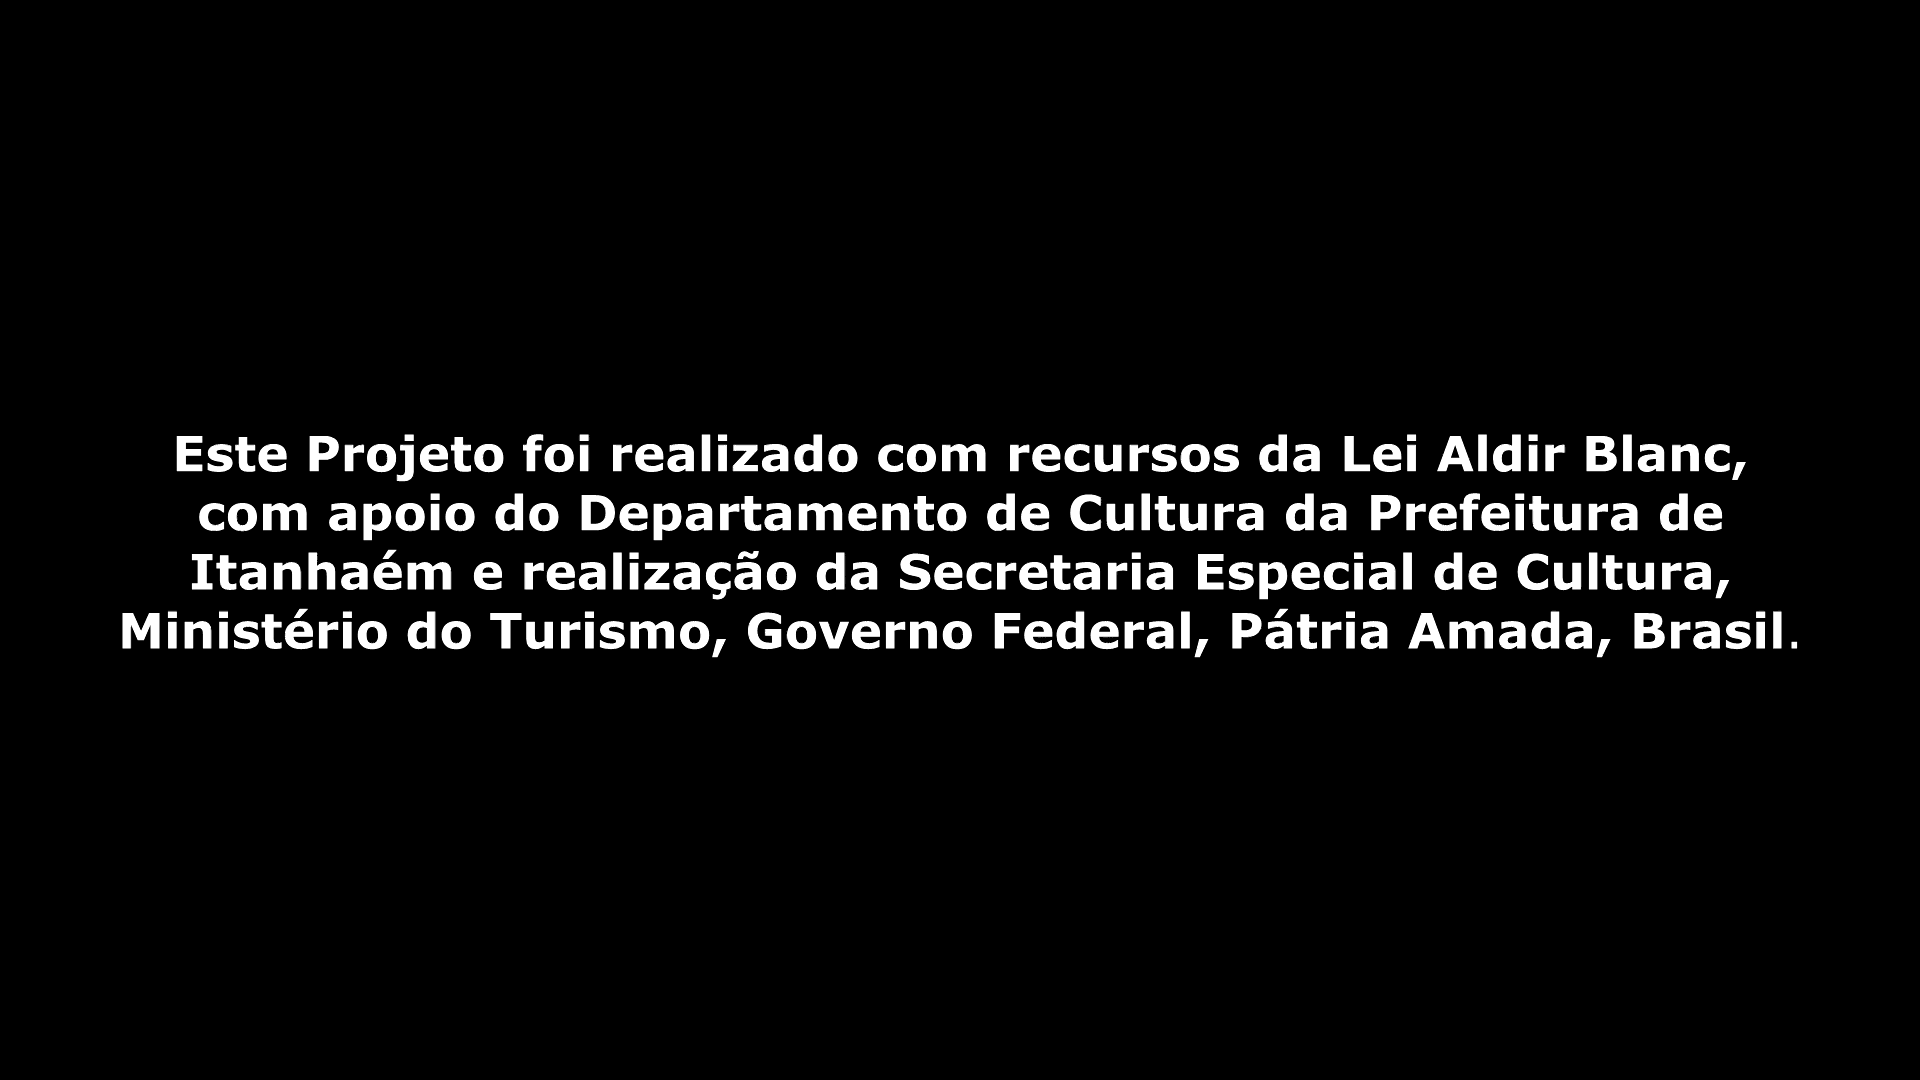 Este Projeto foi realizado com recursos da Lei Aldir Blanc,
com apoio do Departamento de Cultura da Prefeitura de
Itanhaém e realização da Secretaria Especial de Cultura,
Ministério do Turismo, Governo Federal, Pátria Amada, Brasil.